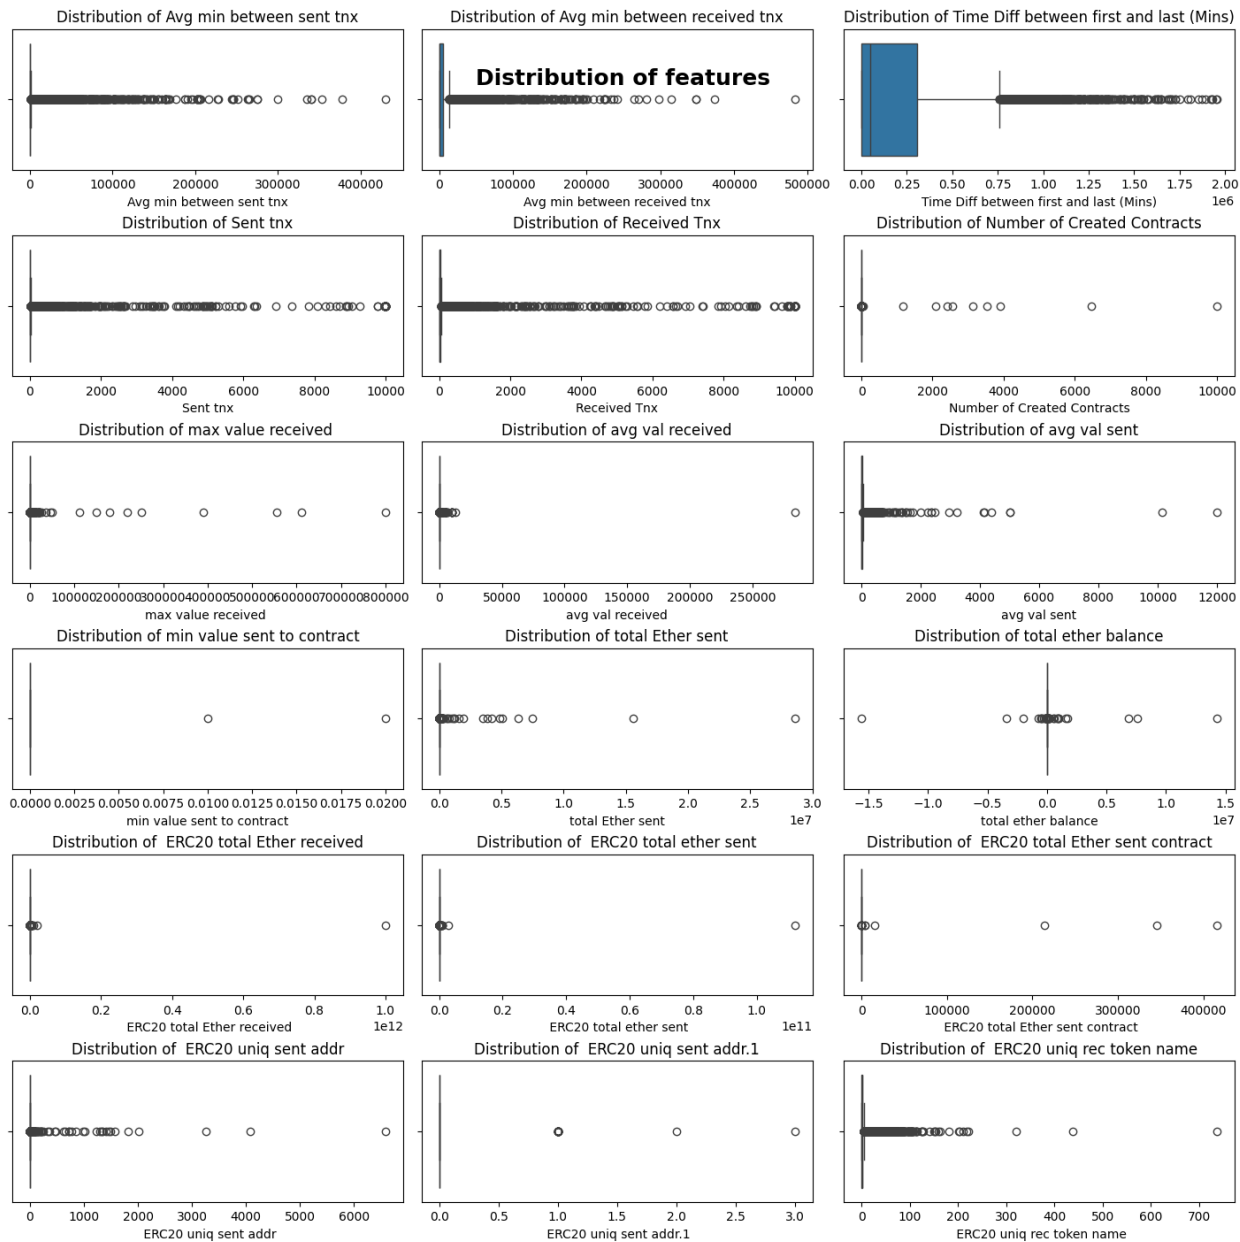 Distribution of Avg min between sent tnx
Distribution of Avg min between received tnx
Distribution of Time Diff between first and last (Mins)
Distribution of features
0 100000 200000 300000 400000
Avg min between sent tnx
0 100000 200000 300000 400000 500000
Avg min between received tnx
0.00 0.25 0.50 0.75 1.00 1.25 1.50 1.75 2.00
Time Diff between first and last (Mins)
1e6
Distribution of Sent tnx
Distribution of Received Tnx
Distribution of Number of Created Contracts
0 2000 4000 6000 8000 10000
Sent tnx
0 2000 4000 6000 8000 10000
Received Tnx
0 2000 4000 6000 8000 10000
Number of Created Contracts
Distribution of max value received
Distribution of avg val received
Distribution of avg val sent
0 100000 200000 300000 400000 500000 600000 700000 800000
max value received
0 50000 100000 150000 200000 250000
avg val received
0 2000 4000 6000 8000 10000 12000
avg val sent
Distribution of min value sent to contract
Distribution of total Ether sent
Distribution of total ether balance
0.0000 0.0025 0.0050 0.0075 0.0100 0.0125 0.0150 0.0175 0.0200
min value sent to contract
0.0 0.5 1.0 1.5 2.0 2.5 3.0
total Ether sent
1e7
−1.5 −1.0 −0.5 0.0 0.5 1.0 1.5
total ether balance
1e7
Distribution of  ERC20 total Ether received
Distribution of  ERC20 total ether sent
Distribution of  ERC20 total Ether sent contract
0.0 0.2 0.4 0.6 0.8 1.0
ERC20 total Ether received
1e12
0.0 0.2 0.4 0.6 0.8 1.0
ERC20 total ether sent
1e11
0 100000 200000 300000 400000
ERC20 total Ether sent contract
Distribution of  ERC20 uniq sent addr
Distribution of  ERC20 uniq sent addr.1
Distribution of  ERC20 uniq rec token name
0 1000 2000 3000 4000 5000 6000
ERC20 uniq sent addr
0.0 0.5 1.0 1.5 2.0 2.5 3.0
ERC20 uniq sent addr.1
0 100 200 300 400 500 600 700
ERC20 uniq rec token name